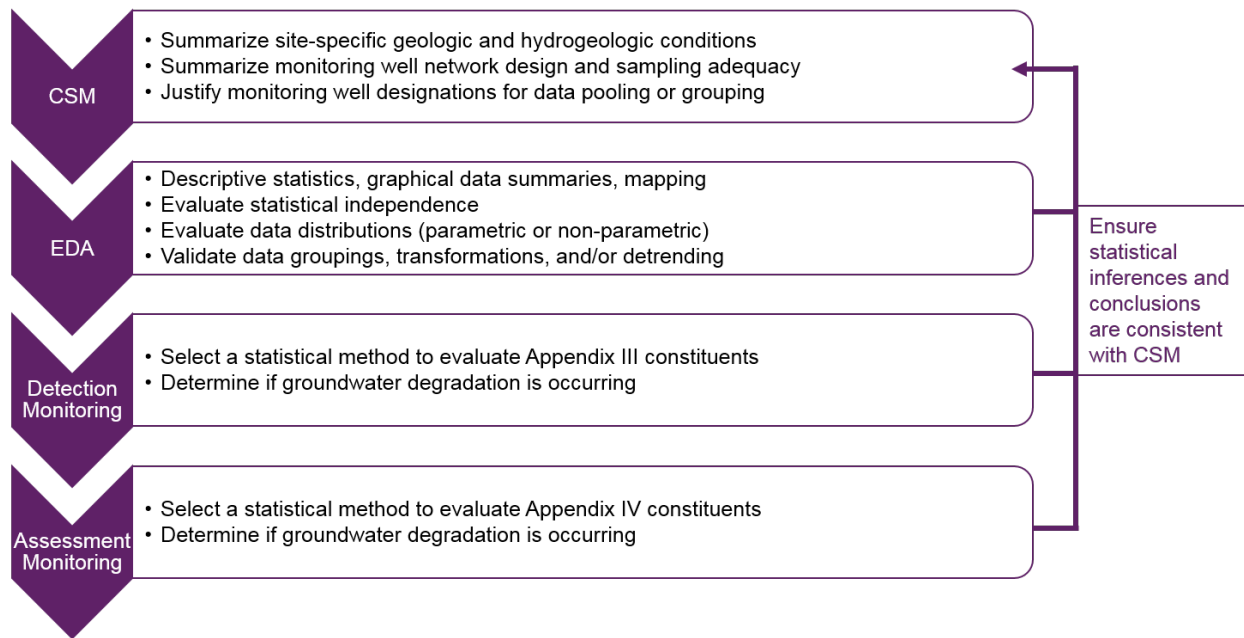 CSM
• Summarize site-specific geologic and hydrogeologic conditions
• Summarize monitoring well network design and sampling adequacy
• Justify monitoring well designations for data pooling or grouping
EDA
• Descriptive statistics, graphical data summaries, mapping
• Evaluate statistical independence
• Evaluate data distributions (parametric or non-parametric)
• Validate data groupings, transformations, and/or detrending
Detection
Monitoring
• Select a statistical method to evaluate Appendix III constituents
• Determine if groundwater degradation is occurring
Assessment
Monitoring
• Select a statistical method to evaluate Appendix IV constituents
• Determine if groundwater degradation is occurring
Ensure
statistical
inferences and
conclusions
are consistent
with CSM